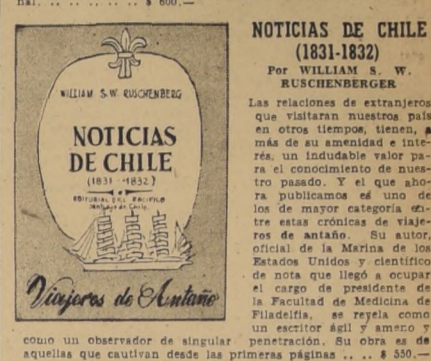 nal. .. .. .. .. .. $ 600.—
WILLIAM S.W. RUSCHENBERG
NOTICIAS
DE CHILE
(1831-1832)
EDITORIAL DEL PACIFICO
Santiago de Chile
Viajeros de Antaño
NOTICIAS DE CHILE
(1831-1832)
Por WILLIAM S. W.
RUSCHENBERGER
Las relaciones de extranjeros
que visitaran nuestros país
en otros tiempos, tienen, a
más de su amenidad e inte-
rés, un indudable valor pa-
ra el conocimiento de nues-
tro pasado. Y el que aho-
ra publicamos es uno de
los de mayor categoría en-
tre estas crónicas de viaje-
ros de antaño. Su autor,
oficial de la Marina de los
Estados Unidos y científico
de nota que llegó a ocupar
el cargo de presidente de
la Facultad de Medicina de
Filadelfia, se reyela como
un escritor ágil y ameno y
como un observador de singular penetración. Su obra es de
aquellas que cautivan desde las primeras páginas .. .. $ 550.—